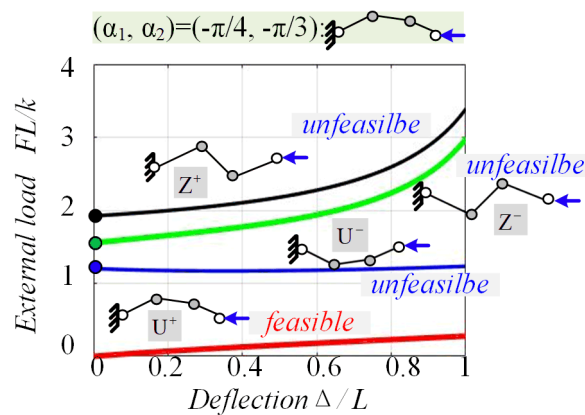 (α₁, α₂)=(-π/4, -π/3):
External load FL/k
4
3
2
1
0
unfeasilbe
unfeasilbe
Z⁺
Z⁻
U⁻
unfeasilbe
U⁺
feasible
0 0.2 0.4 0.6 0.8 1
Deflection Δ/L